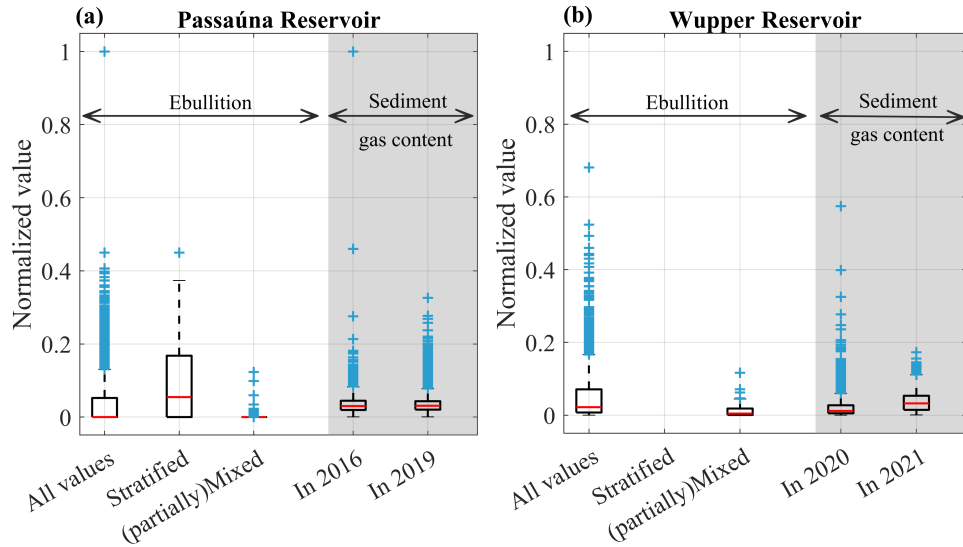 (a) Passaúna Reservoir
Normalized value
1
0.8
0.6
0.4
0.2
0
Ebullition
Sediment
gas content
All values
Stratified
(partially)Mixed
In 2016
In 2019
(b) Wupper Reservoir
Normalized value
1
0.8
0.6
0.4
0.2
0
Ebullition
Sediment
gas content
All values
Stratified
(partially)Mixed
In 2020
In 2021